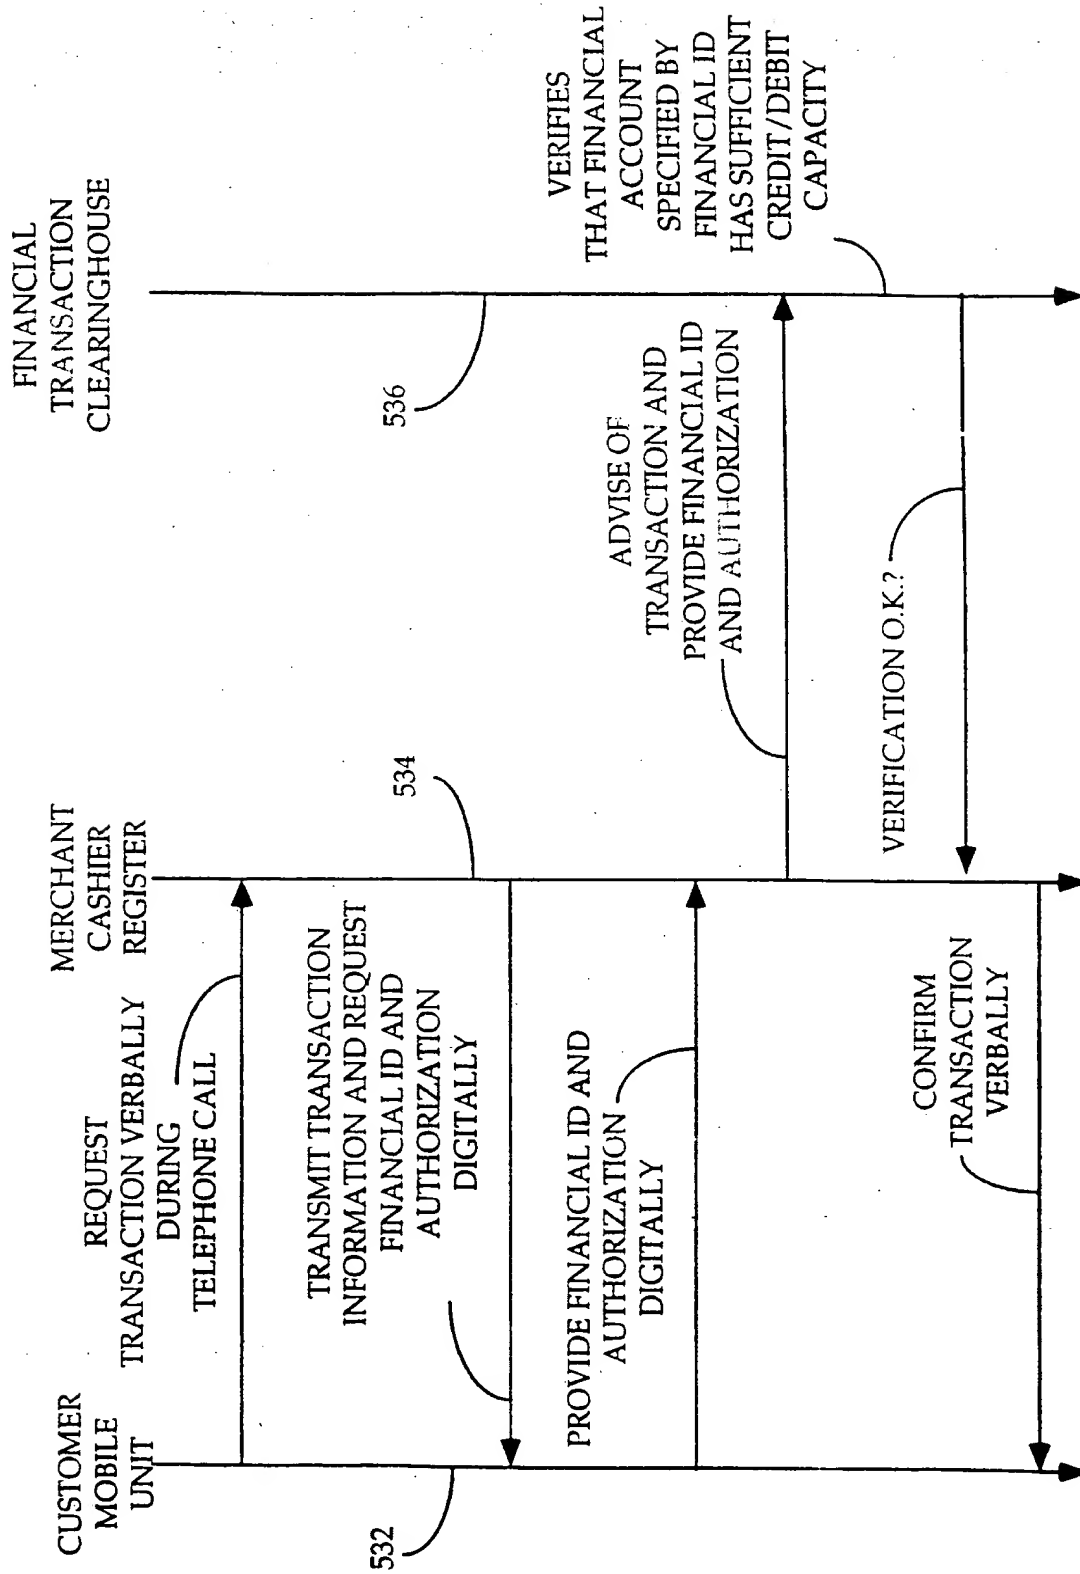 CUSTOMER
MOBILE
UNIT
MERCHANT
CASHIER
REGISTER
FINANCIAL
TRANSACTION
CLEARINGHOUSE
REQUEST
TRANSACTION VERBALLY
DURING
TELEPHONE CALL
532
534
536
TRANSMIT TRANSACTION
INFORMATION AND REQUEST
FINANCIAL ID AND
AUTHORIZATION
DIGITALLY
PROVIDE FINANCIAL ID AND
AUTHORIZATION
DIGITALLY
ADVISE OF
TRANSACTION AND
PROVIDE FINANCIAL ID
AND AUTHORIZATION
VERIFIES
THAT FINANCIAL
ACCOUNT
SPECIFIED BY
FINANCIAL ID
HAS SUFFICIENT
CREDIT/DEBIT
CAPACITY
VERIFICATION O.K.?
CONFIRM
TRANSACTION
VERBALLY